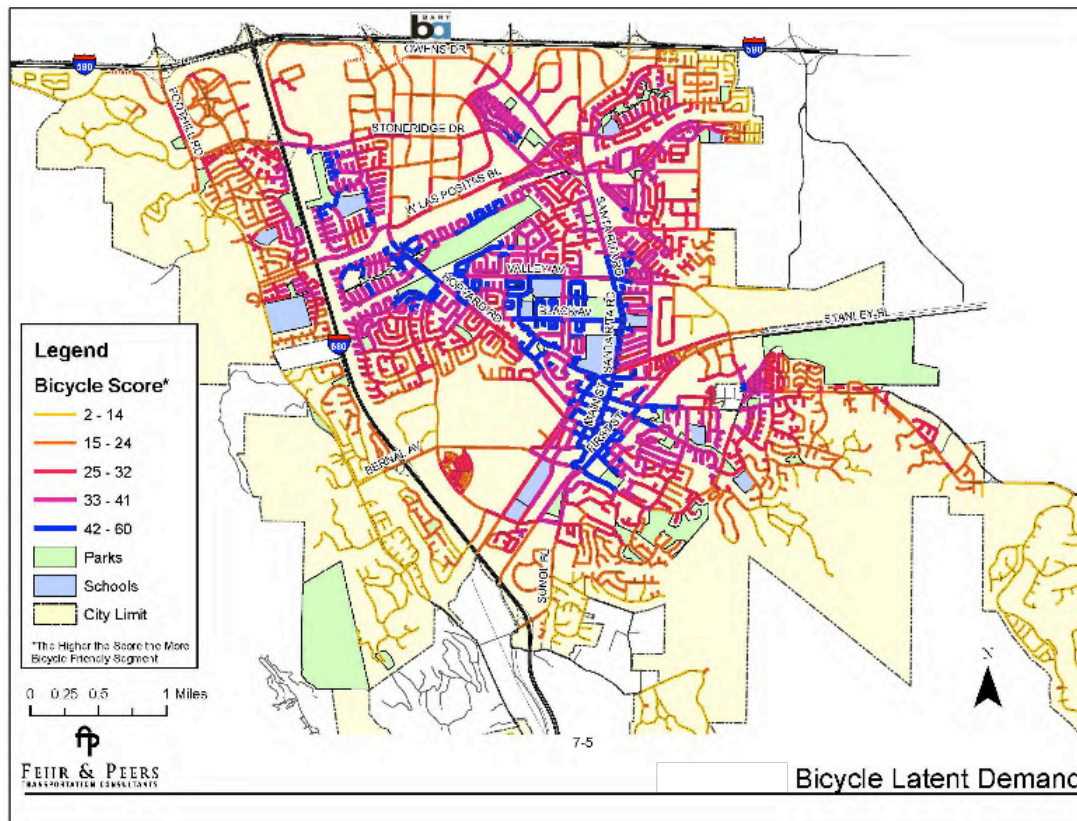 BART
ba
OWENS DR
580
580
FOOTHILL RD
STONERIDGE DR
W LAS POSITAS BL
SANTA RITA RD
VALLEY AV
HOPYARD RD
BLACK AV
SANTA RITA RD
STANLEY BL
680
MAIN ST
FIRST ST
BERNAL AV
SUNOL BL
Legend
Bicycle Score*
2 - 14
15 - 24
25 - 32
33 - 41
42 - 60
Parks
Schools
City Limit
*The Higher the Score the More
Bicycle Friendly Segment
0 0.25 0.5 1 Miles
N
FEHR & PEERS
TRANSPORTATION CONSULTANTS
7-5
Bicycle Latent Demand